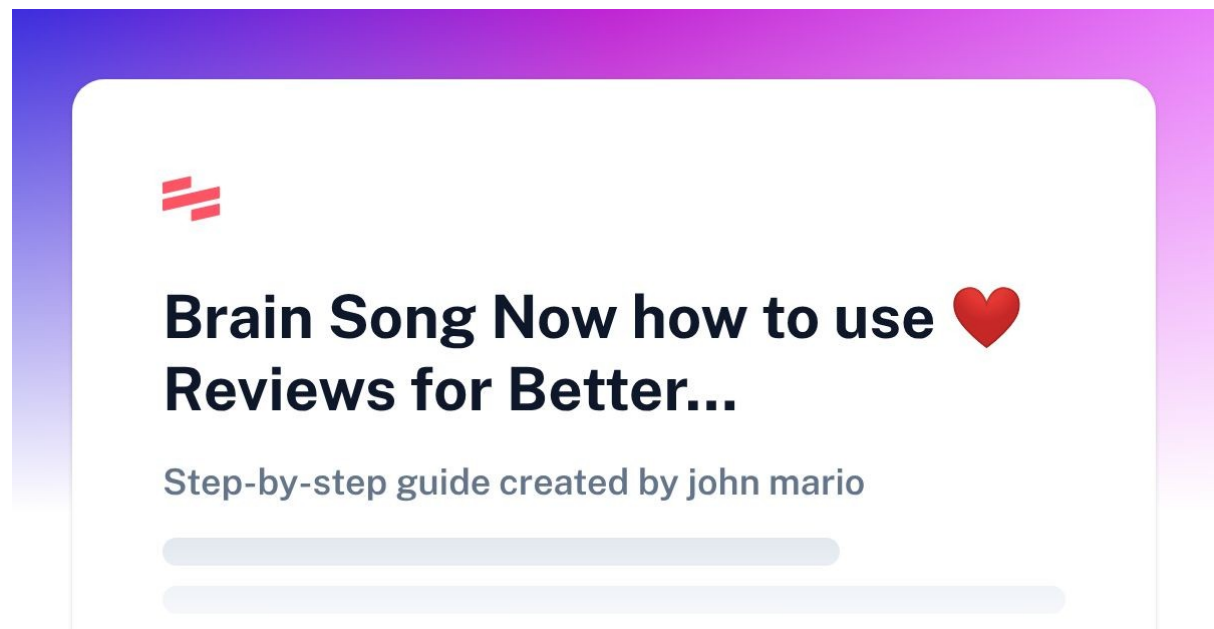 Brain Song Now how to use ❤️
Reviews for Better...
Step-by-step guide created by john mario